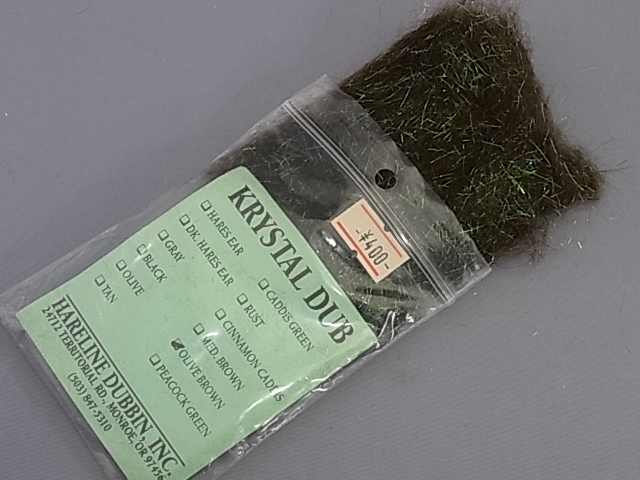 -¥400-
KRYSTAL DUB
HARES EAR
DK. HARES EAR
GRAY
BLACK
OLIVE
TAN
CADDIS GREEN
RUST
CINNAMON CADDIS
MED. BROWN
OLIVE BROWN
PEACOCK GREEN
HARELINE DUBBIN, INC.
24712 TERRITORIAL RD., MONROE, OR 97456
(503) 847-5310